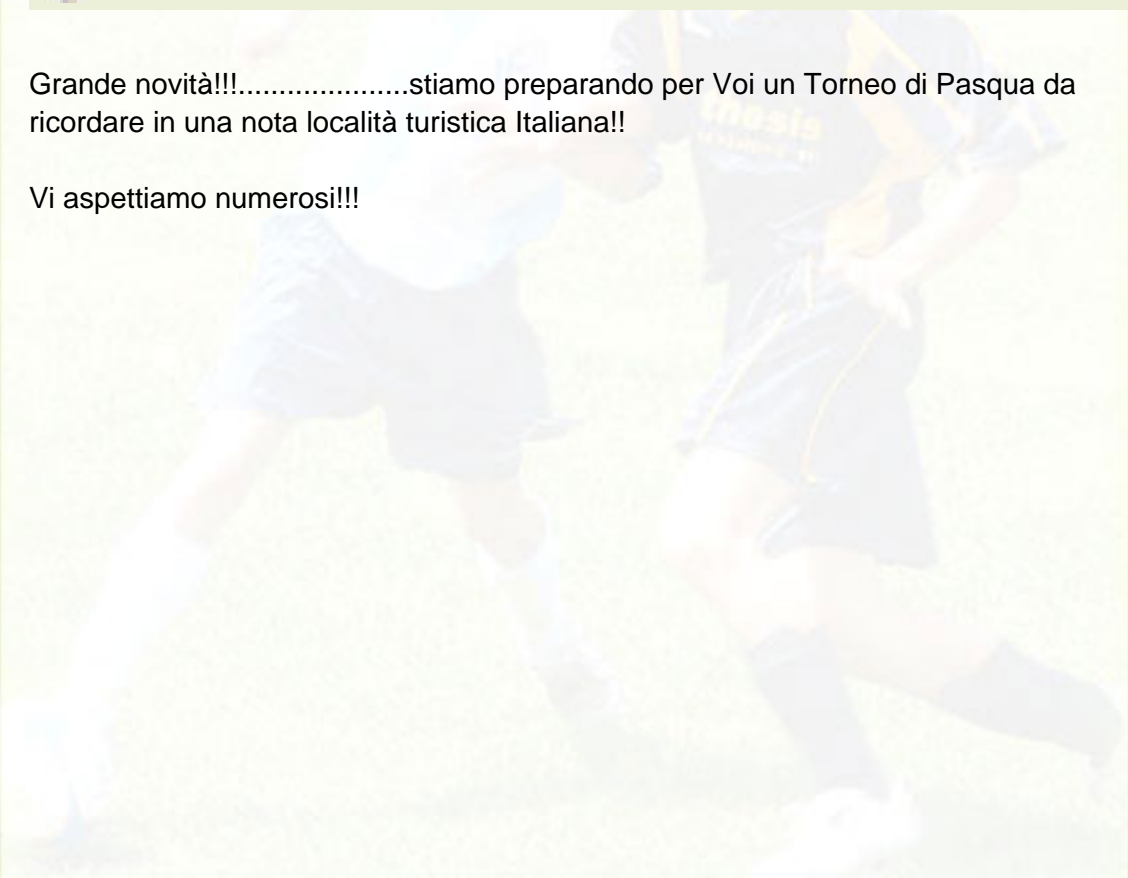 Grande novità!!!.....................stiamo preparando per Voi un Torneo di Pasqua da
ricordare in una nota località turistica Italiana!!
Vi aspettiamo numerosi!!!